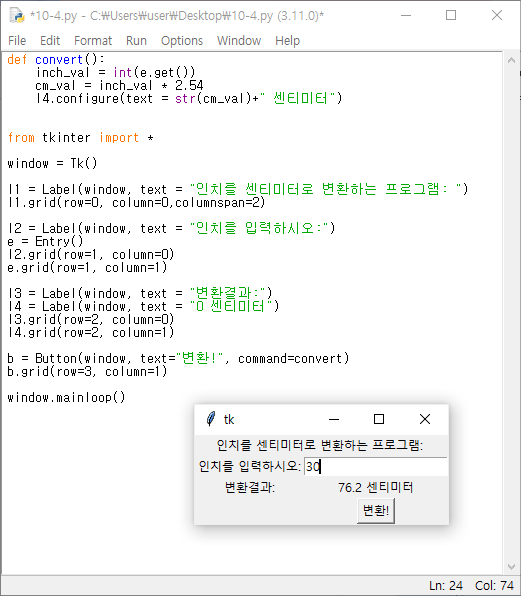 *10-4.py - C:\Users\user\Desktop\10-4.py (3.11.0)*
File Edit Format Run Options Window Help
def convert():
    inch_val = int(e.get())
    cm_val = inch_val * 2.54
    l4.configure(text = str(cm_val)+" 센티미터")
from tkinter import *
window = Tk()
l1 = Label(window, text = "인치를 센티미터로 변환하는 프로그램: ")
l1.grid(row=0, column=0,columnspan=2)
l2 = Label(window, text = "인치를 입력하시오:")
e = Entry()
l2.grid(row=1, column=0)
e.grid(row=1, column=1)
l3 = Label(window, text = "변환결과:")
l4 = Label(window, text = "0 센티미터")
l3.grid(row=2, column=0)
l4.grid(row=2, column=1)
b = Button(window, text="변환!", command=convert)
b.grid(row=3, column=1)
window.mainloop()
tk
인치를 센티미터로 변환하는 프로그램:
인치를 입력하시오: 30
변환결과: 76.2 센티미터
변환!
Ln: 24 Col: 74